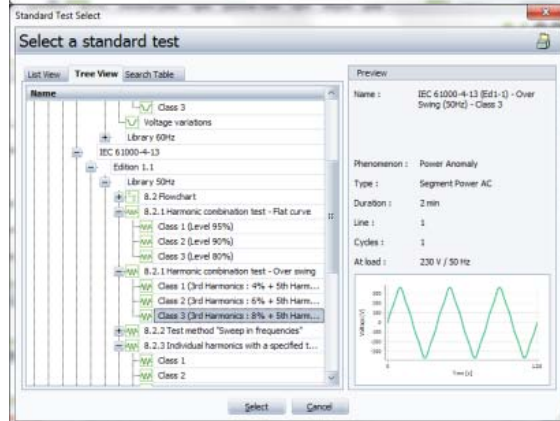 Standard Test Select
Select a standard test
List View Tree View Search Table
Name
Class 3
Voltage variations
Library 60Hz
IEC 61000-4-13
Edition 1.1
Library 50Hz
8.2 Flowchart
8.2.1 Harmonic combination test - Flat curve
Class 1 (Level 95%)
Class 2 (Level 90%)
Class 3 (Level 80%)
8.2.1 Harmonic combination test - Over swing
Class 1 (3rd Harmonics : 4% + 5th Harm...
Class 2 (3rd Harmonics : 6% + 5th Harm...
Class 3 (3rd Harmonics : 8% + 5th Harm...
8.2.2 Test method "Sweep in frequencies"
8.2.3 Individual harmonics with a specified t...
Class 1
Class 2
Preview
Name : IEC 61000-4-13 (Ed1-1) - Over
Swing (50Hz) - Class 3
Phenomenon : Power Anomaly
Type : Segment Power AC
Duration : 2 min
Line : 1
Cycles : 1
At load : 230 V / 50 Hz
Voltage [V]
0
Time [s]
Select Cancel